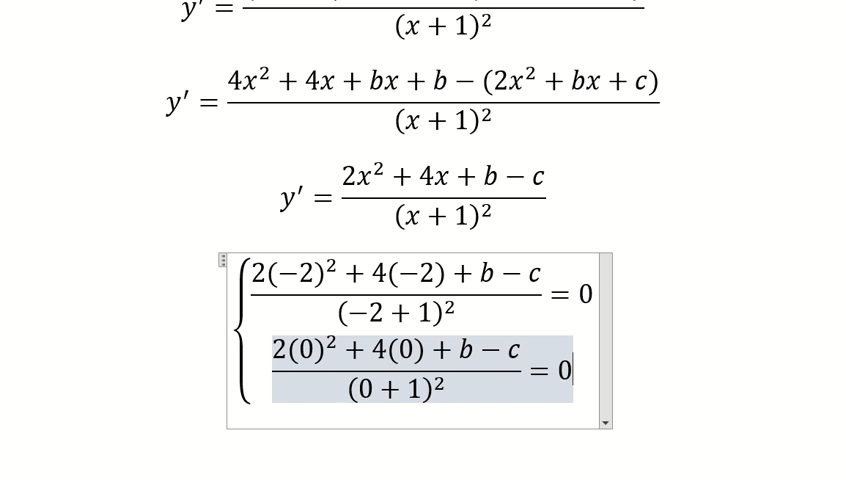 y′ = (x + 1)²
y′ = 4x² + 4x + bx + b − (2x² + bx + c) / (x + 1)²
y′ = 2x² + 4x + b − c / (x + 1)²
{ 2(−2)² + 4(−2) + b − c / (−2 + 1)² = 0
2(0)² + 4(0) + b − c / (0 + 1)² = 0